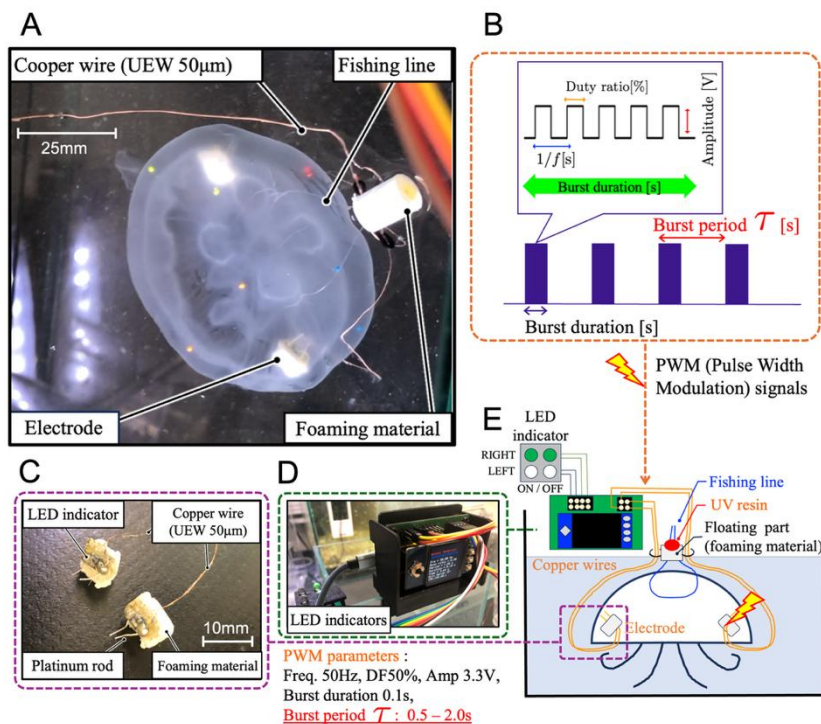 A
Cooper wire (UEW 50μm)
Fishing line
25mm
Electrode
Foaming material
B
Duty ratio[%]
Amplitude [V]
1/f[s]
Burst duration [s]
Burst period τ [s]
Burst duration [s]
PWM (Pulse Width
Modulation) signals
C
LED indicator
Copper wire
(UEW 50μm)
10mm
Platinum rod
Foaming material
D
LED indicators
PWM parameters :
Freq. 50Hz, DF50%, Amp 3.3V,
Burst duration 0.1s,
Burst period τ : 0.5 – 2.0s
E
LED
indicator
RIGHT
LEFT
ON / OFF
Fishing line
UV resin
Floating part
(foaming material)
Copper wires
Electrode